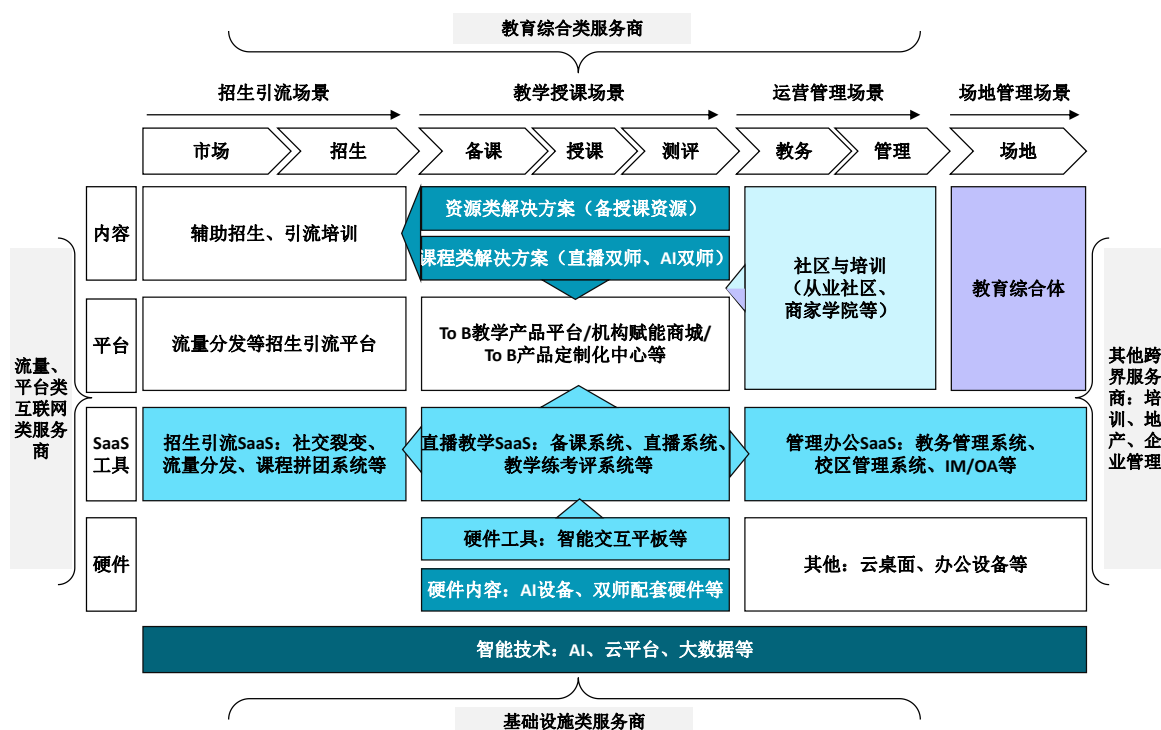 教育综合类服务商
招生引流场景
教学授课场景
运营管理场景
场地管理场景
市场
招生
备课
授课
测评
教务
管理
场地
内容
辅助招生、引流培训
资源类解决方案（备授课资源）
课程类解决方案（直播双师、AI双师）
社区与培训
（从业社区、
商家学院等）
教育综合体
平台
流量分发等招生引流平台
To B教学产品平台/机构赋能商城/
To B产品定制化中心等
流量、
平台类
互联网
类服务
商
其他跨
界服务
商：培
训、地
产、企
业管理
SaaS
工具
招生引流SaaS：社交裂变、
流量分发、课程拼团系统等
直播教学SaaS：备课系统、直播系统、
教学练考评系统等
管理办公SaaS：教务管理系统、
校区管理系统、IM/OA等
硬件
硬件工具：智能交互平板等
硬件内容：AI设备、双师配套硬件等
其他：云桌面、办公设备等
智能技术：AI、云平台、大数据等
基础设施类服务商